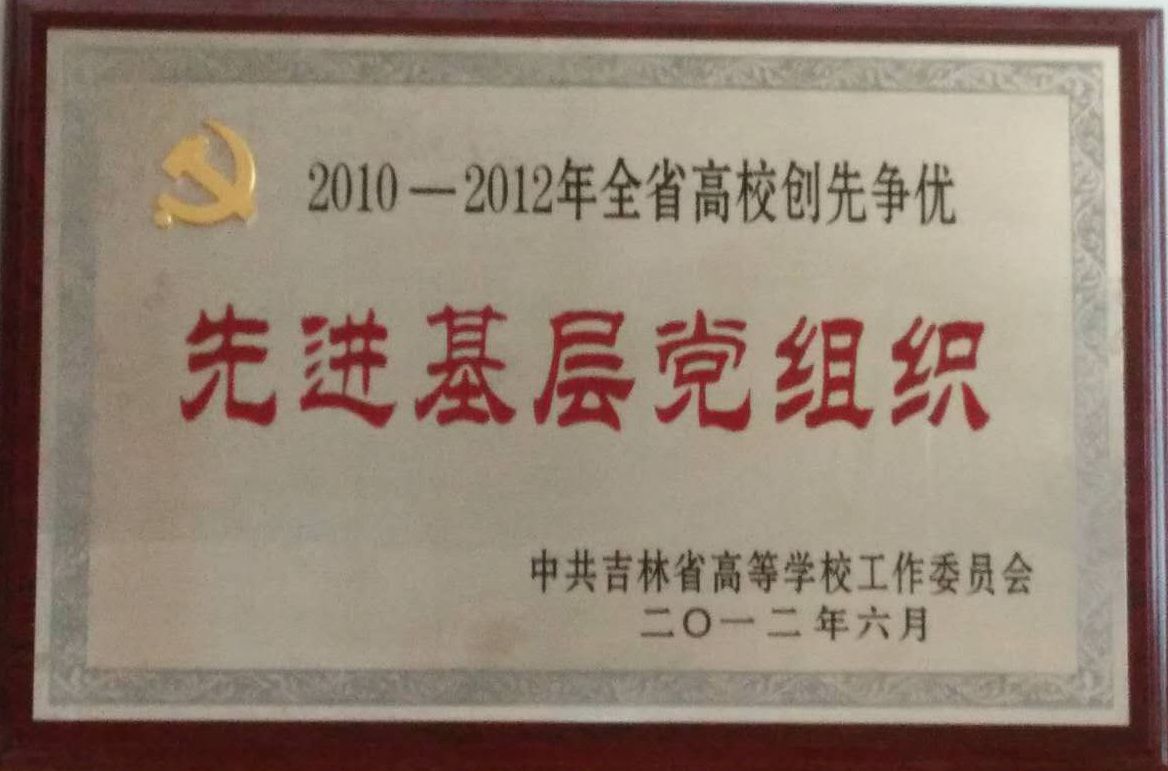 2010—2012年全省高校创先争优
先进基层党组织
中共吉林省高等学校工作委员会
二〇一二年六月